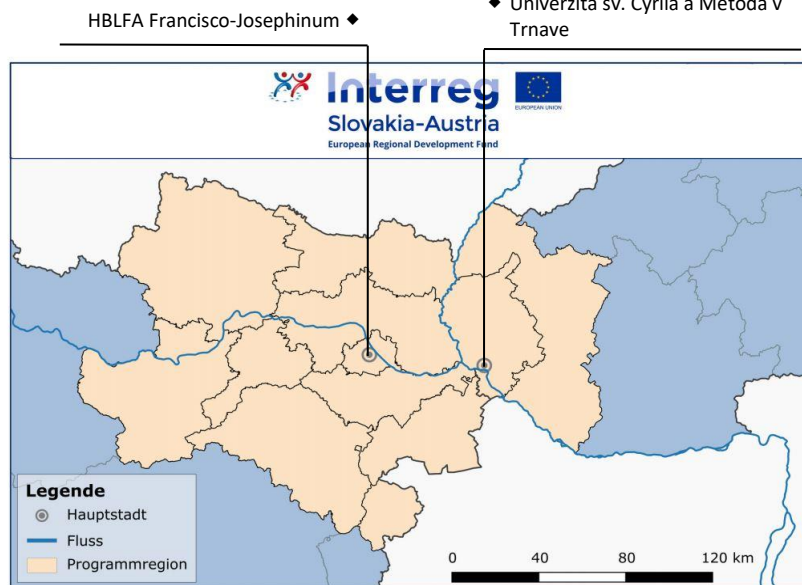 HBLFA Francisco-Josephinum ◆
◆ Univerzita sv. Cyrila a Metoda v
Trnave
Interreg
EUROPEAN UNION
Slovakia-Austria
European Regional Development Fund
Legende
Hauptstadt
Fluss
Programmregion
0 40 80 120 km